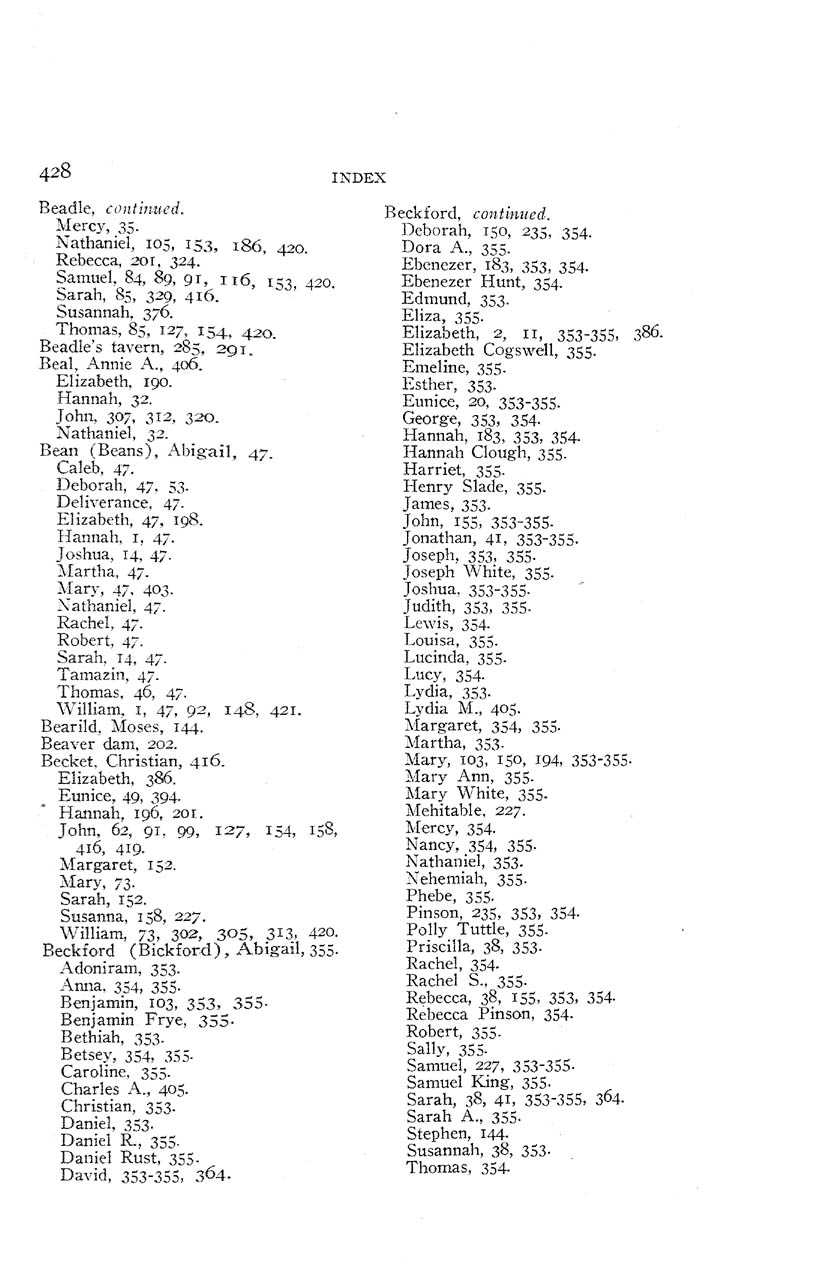 428
INDEX
Beadle, continued.
Mercy, 35.
Nathaniel, 105, 153, 186, 420.
Rebecca, 201, 324.
Samuel, 84, 89, 91, 116, 153, 420.
Sarah, 85, 329, 416.
Susannah, 376.
Thomas, 85, 127, 154, 420.
Beadle's tavern, 285, 291.
Beal, Annie A., 406.
Elizabeth, 190.
Hannah, 32.
John, 307, 312, 320.
Nathaniel, 32.
Bean (Beans), Abigail, 47.
Caleb, 47.
Deborah, 47, 53.
Deliverance, 47.
Elizabeth, 47, 198.
Hannah, 1, 47.
Joshua, 14, 47.
Martha, 47.
Mary, 47, 403.
Nathaniel, 47.
Rachel, 47.
Robert, 47.
Sarah, 14, 47.
Tamazin, 47.
Thomas, 46, 47.
William, 1, 47, 92, 148, 421.
Bearild, Moses, 144.
Beaver dam, 202.
Becket, Christian, 416.
Elizabeth, 386.
Eunice, 49, 394.
Hannah, 196, 201.
John, 62, 91, 99, 127, 154, 158,
416, 419.
Margaret, 152.
Mary, 73.
Sarah, 152.
Susanna, 158, 227.
William, 73, 302, 305, 313, 420.
Beckford (Bickford), Abigail, 355.
Adoniram, 353.
Anna, 354, 355.
Benjamin, 103, 353, 355.
Benjamin Frye, 355.
Bethiah, 353.
Betsey, 354, 355.
Caroline, 355.
Charles A., 405.
Christian, 353.
Daniel, 353.
Daniel R., 355.
Daniel Rust, 355.
David, 353-355, 364.
Beckford, continued.
Deborah, 150, 235, 354.
Dora A., 355.
Ebenezer, 183, 353, 354.
Ebenezer Hunt, 354.
Edmund, 353.
Eliza, 355.
Elizabeth, 2, 11, 353-355, 386.
Elizabeth Cogswell, 355.
Emeline, 355.
Esther, 353.
Eunice, 20, 353-355.
George, 353, 354.
Hannah, 183, 353, 354.
Hannah Clough, 355.
Harriet, 355.
Henry Slade, 355.
James, 353.
John, 155, 353-355.
Jonathan, 41, 353-355.
Joseph, 353, 355.
Joseph White, 355.
Joshua, 353-355.
Judith, 353, 355.
Lewis, 354.
Louisa, 355.
Lucinda, 355.
Lucy, 354.
Lydia, 353.
Lydia M., 405.
Margaret, 354, 355.
Martha, 353.
Mary, 103, 150, 194, 353-355.
Mary Ann, 355.
Mary White, 355.
Mehitable, 227.
Mercy, 354.
Nancy, 354, 355.
Nathaniel, 353.
Nehemiah, 355.
Phebe, 355.
Pinson, 235, 353, 354.
Polly Tuttle, 355.
Priscilla, 38, 353.
Rachel, 354.
Rachel S., 355.
Rebecca, 38, 155, 353, 354.
Rebecca Pinson, 354.
Robert, 355.
Sally, 355.
Samuel, 227, 353-355.
Samuel King, 355.
Sarah, 38, 41, 353-355, 364.
Sarah A., 355.
Stephen, 144.
Susannah, 38, 353.
Thomas, 354.